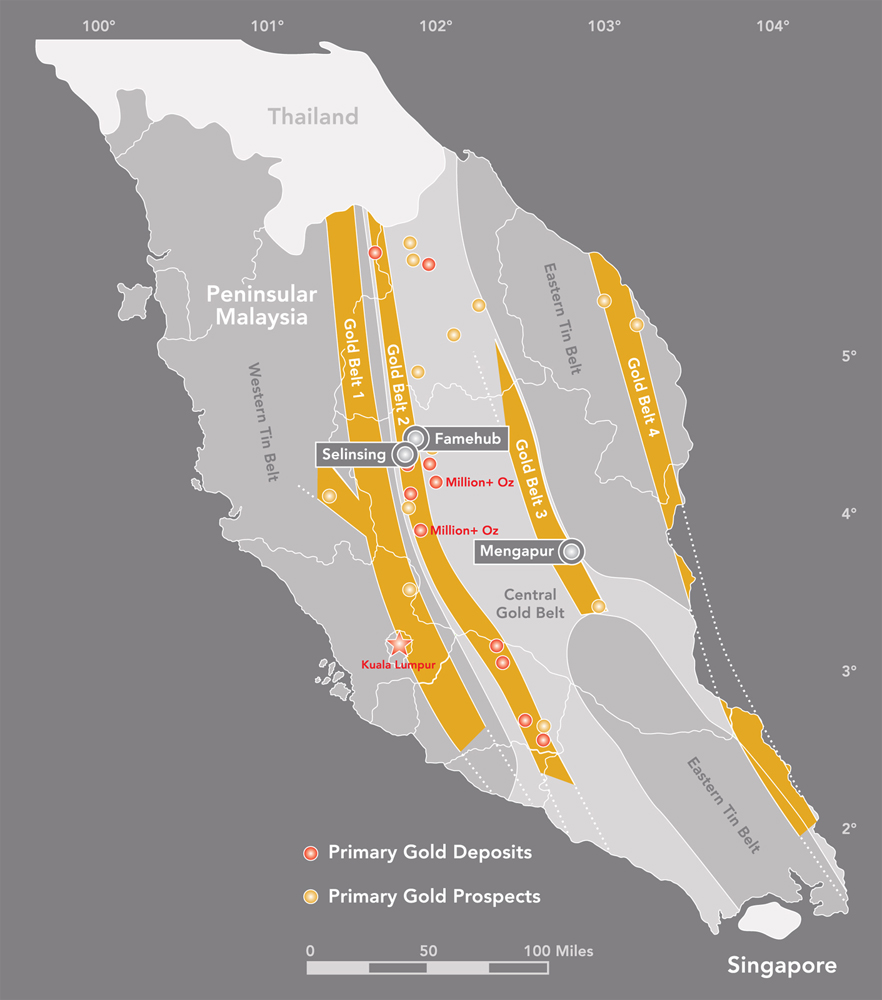 100°
101°
102°
103°
104°
Thailand
Peninsular
Malaysia
Eastern Tin Belt
Gold Belt 1
Gold Belt 2
Gold Belt 4
5°
Western Tin Belt
Famehub
Selinsing
Gold Belt 3
Million+ Oz
4°
Million+ Oz
Mengapur
Central
Gold Belt
Kuala Lumpur
3°
Eastern Tin Belt
2°
Primary Gold Deposits
Primary Gold Prospects
0 50 100 Miles
Singapore